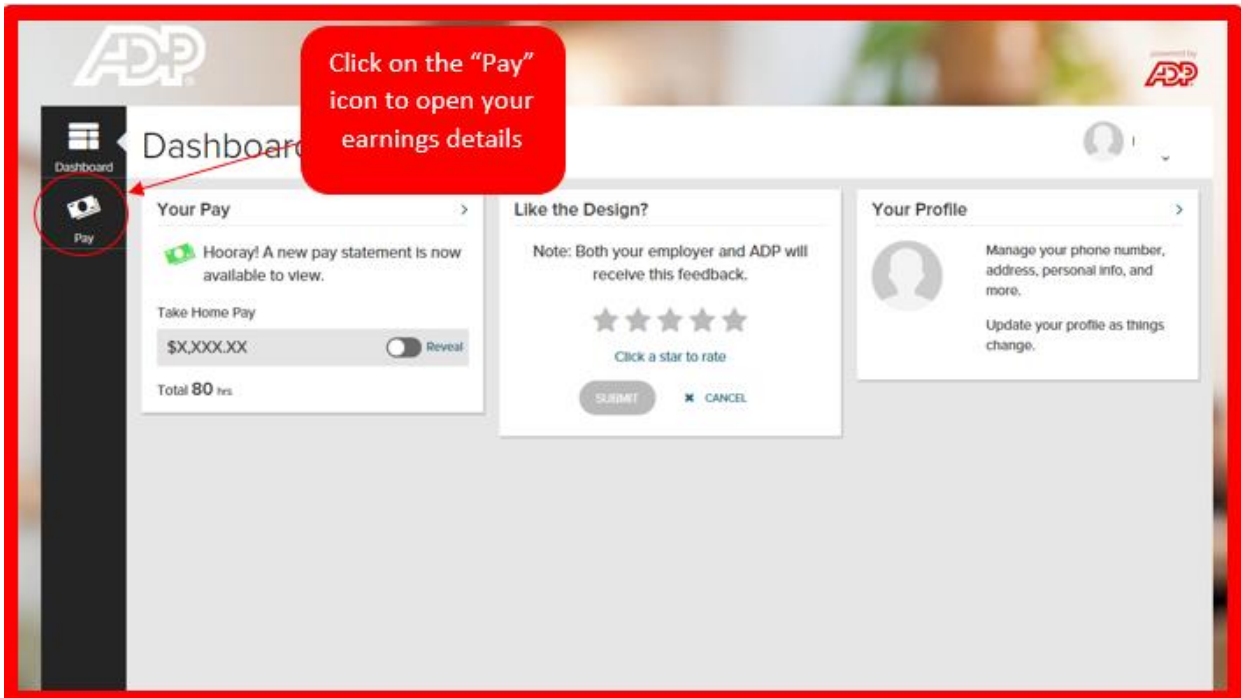 ADP
Click on the “Pay”
icon to open your
earnings details
powered by
ADP
Dashboard
Dashboard
Pay
Your Pay
Hooray! A new pay statement is now
available to view.
Take Home Pay
$X,XXX.XX
Reveal
Total 80 hrs
Like the Design?
Note: Both your employer and ADP will
receive this feedback.
Click a star to rate
SUBMIT
CANCEL
Your Profile
Manage your phone number,
address, personal info, and
more.
Update your profile as things
change.